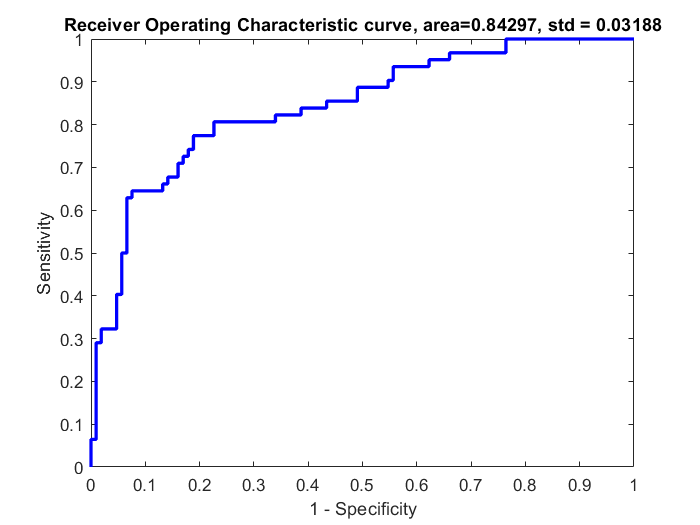 Receiver Operating Characteristic curve, area=0.84297, std = 0.03188
1
0.9
0.8
0.7
0.6
0.5
0.4
0.3
0.2
0.1
0
Sensitivity
0 0.1 0.2 0.3 0.4 0.5 0.6 0.7 0.8 0.9 1
1 - Specificity